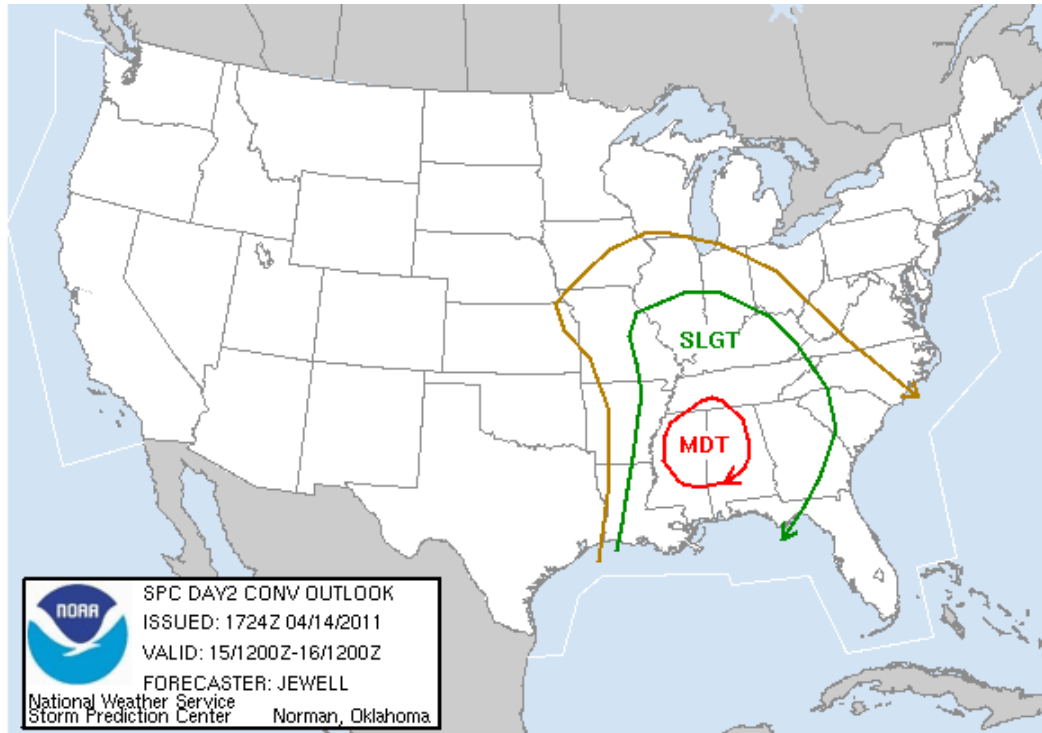 SLGT
MDT
NOAA
SPC DAY2 CONV OUTLOOK
ISSUED: 1724Z 04/14/2011
VALID: 15/1200Z-16/1200Z
FORECASTER: JEWELL
National Weather Service
Storm Prediction Center Norman, Oklahoma